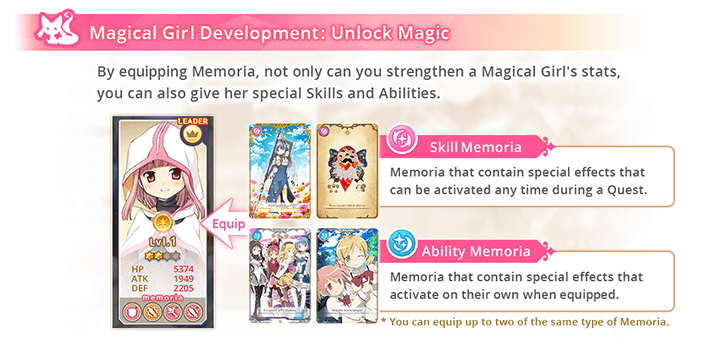 Magical Girl Development: Unlock Magic
By equipping Memoria, not only can you strengthen a Magical Girl's stats,
you can also give her special Skills and Abilities.
LEADER
Lvl.1
HP 5374
ATK 1949
DEF 2205
memoria
Equip
Skill Memoria
Memoria that contain special effects that
can be activated any time during a Quest.
Ability Memoria
Memoria that contain special effects that
activate on their own when equipped.
* You can equip up to two of the same type of Memoria.